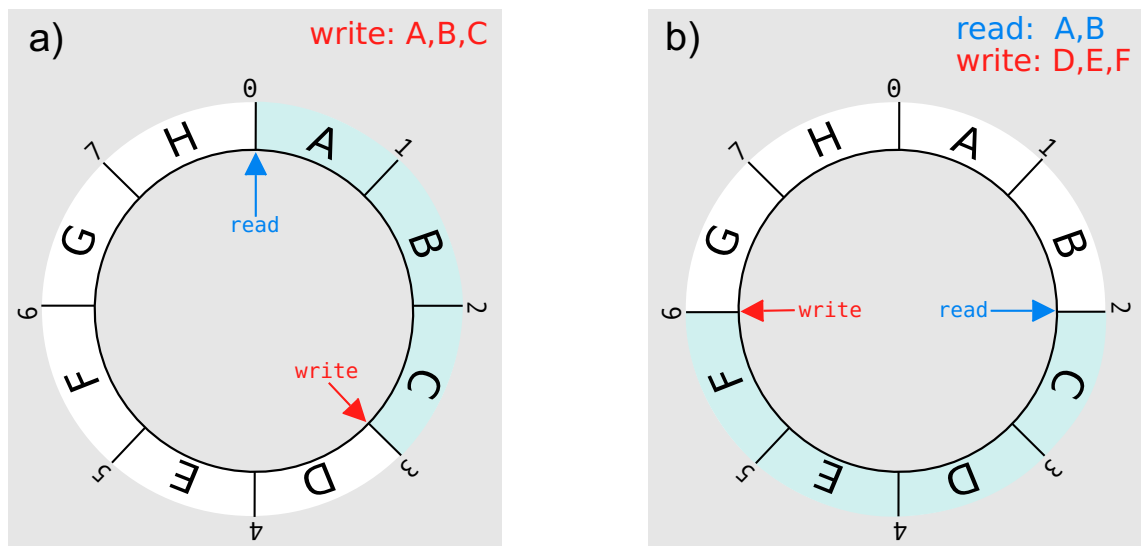 a)
write: A,B,C
0
1
2
3
4
5
6
7
A
B
C
D
E
F
G
H
read
write
b)
read: A,B
write: D,E,F
0
1
2
3
4
5
6
7
A
B
C
D
E
F
G
H
write
read